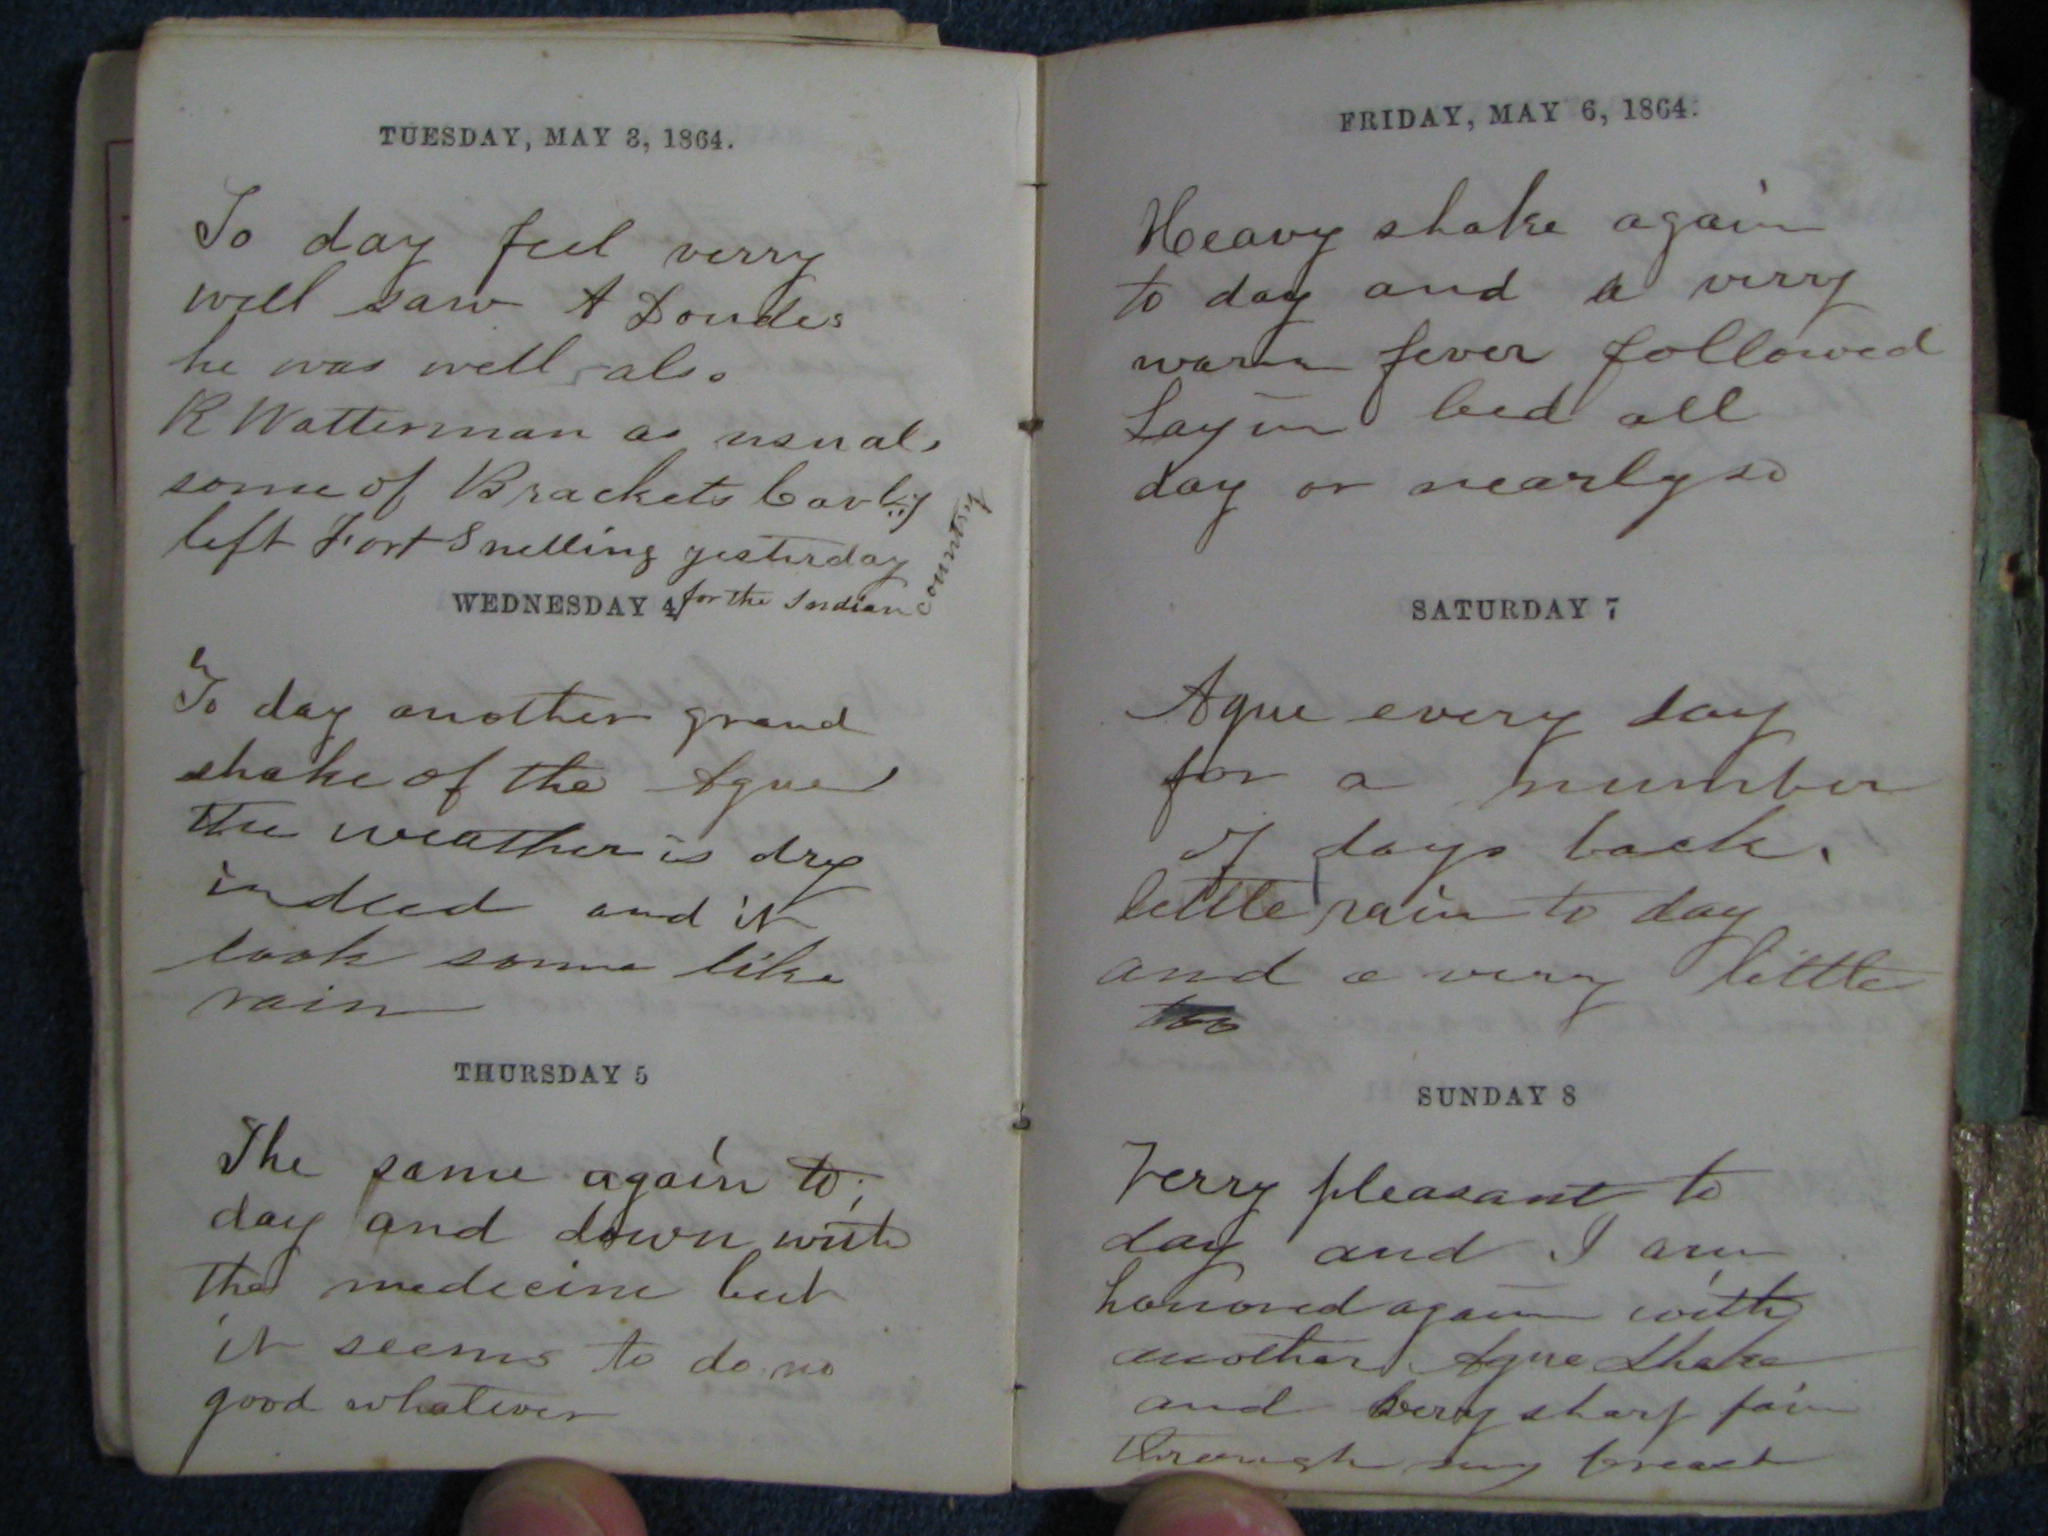 TUESDAY, MAY 3, 1864.
To day feel verry
well saw A Doudes
he was well also
R Watterman as usual.
some of Brackets Cavly
left Fort Snelling yesterday
for the Indian country
WEDNESDAY 4
To day another grand
shake of the Ague
the weather is dry
indeed and it
look some like
rain
THURSDAY 5
The same again to
day and down with
the medecine but
it seems to do no
good whatever
FRIDAY, MAY 6, 1864.
Heavy shake again
to day and a verry
warm fever followed
Lay in bed all
day or nearly so
SATURDAY 7
Ague every day
for a number
of days back.
little rain to day
and a very little
too
SUNDAY 8
Verry pleasant to
day and I am
honored again with
another Ague Shake
and very sharp pain
through my breast